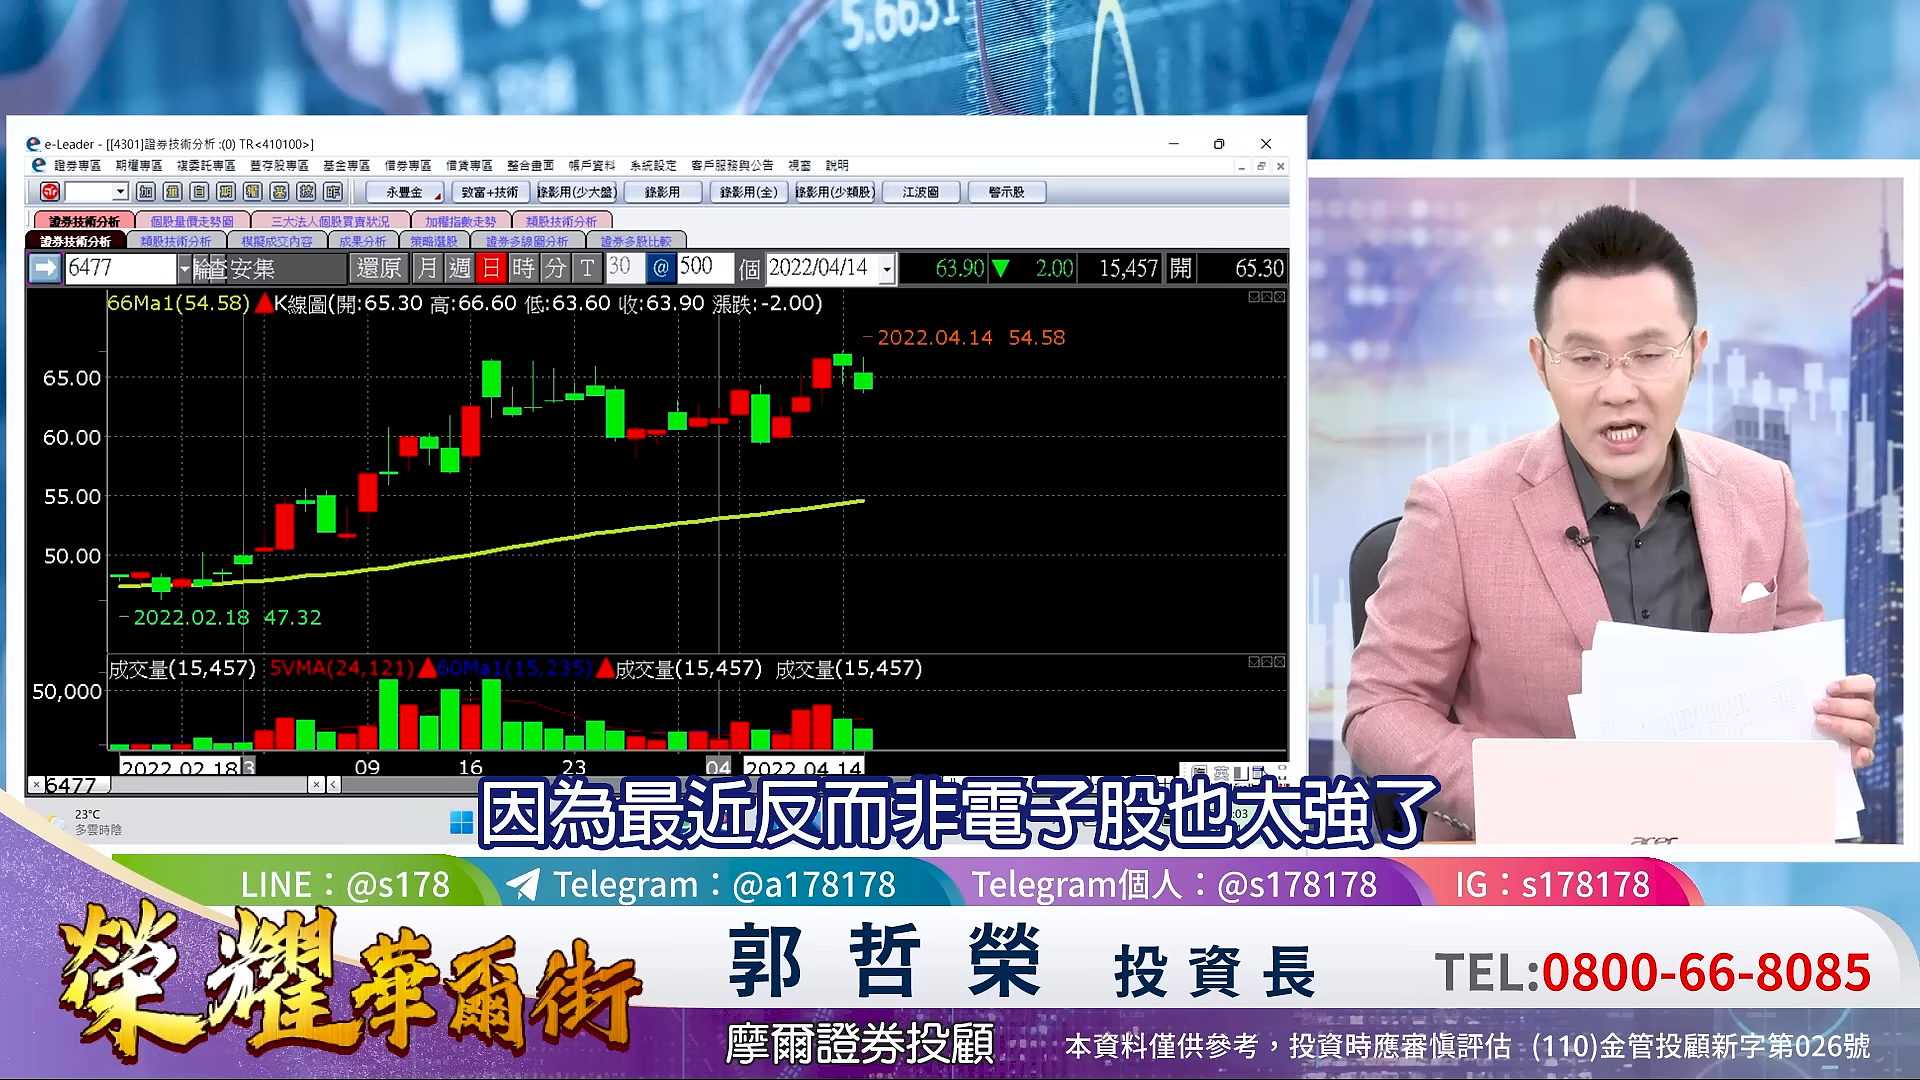 5.6631
e-Leader - [[4301]證券技術分析 :(0) TR<410100>]
證券專區 期權專區 複委託專區 豐存股專區 基金專區 借券專區 借貸專區 整合畫面 帳戶資料 系統設定 客戶服務與公告 視窗 說明
永豐金 致富+技術 錄影用(少大盤) 錄影用 錄影用(全) 錄影用(少類股) 江波圖 警示股
證券技術分析 個股量價走勢圖 三大法人個股買賣狀況 加權指數走勢 類股技術分析
證券技術分析 類股技術分析 模擬成交內容 成果分析 策略選股 證券多線圖分析 證券多股比較
6477 安集 還原 月 週 日 時 分 T 30 @ 500 個 2022/04/14 63.90 ▼ 2.00 15,457 開 65.30
66Ma1(54.58) ▲K線圖(開:65.30 高:66.60 低:63.60 收:63.90 漲跌:-2.00)
2022.04.14 54.58
65.00
60.00
55.00
50.00
2022.02.18 47.32
成交量(15,457) 5VMA(24,121)▲60Ma1(15,235)▲成交量(15,457) 成交量(15,457)
50,000
2022.02.18 3 09 16 23 04 2022.04.14
6477
23°C
多雲時陰
因為最近反而非電子股也太強了
acer
LINE：@s178 Telegram：@a178178 Telegram個人：@s178178 IG：s178178
榮耀華爾街
郭哲榮 投資長
TEL:0800-66-8085
摩爾證券投顧
本資料僅供參考，投資時應審慎評估 (110)金管投顧新字第026號